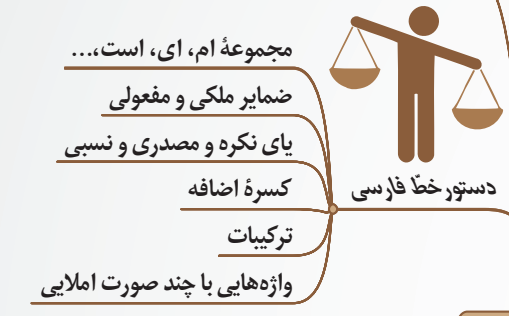 مجموعهٔ ام، ای، است،...
ضمایر ملکی و مفعولی
یای نکره و مصدری و نسبی
کسرهٔ اضافه
ترکیبات
واژه‌هایی با چند صورت املایی
دستور خطّ فارسی